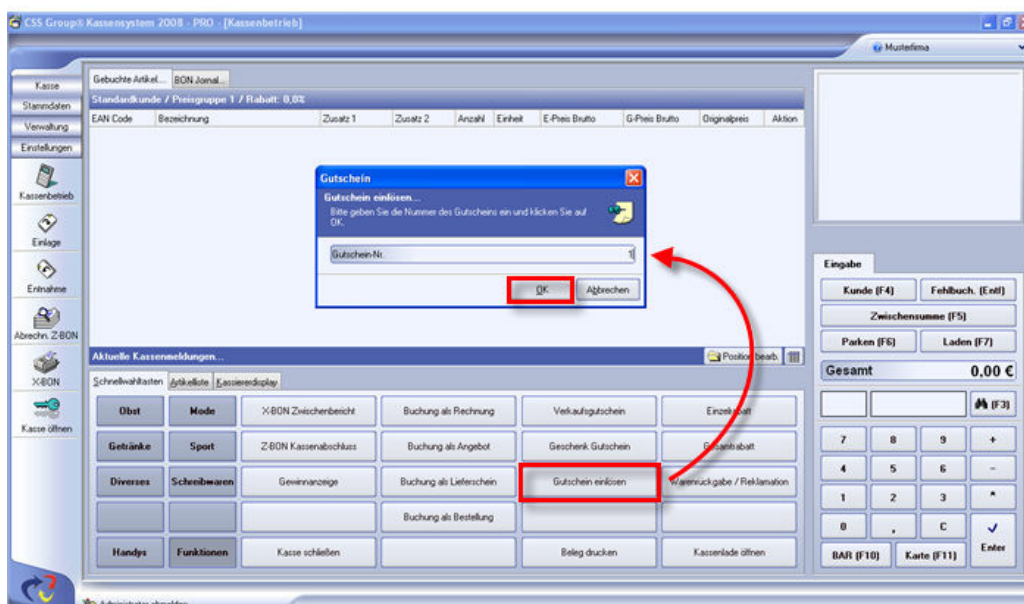 CSS Group® Kassensystem 2008 - PRO - [Kassenbetrieb]
Musterfirma
Kasse
Stammdaten
Verwaltung
Einstellungen
Kassenbetrieb
Einlage
Entnahme
Abrechn. Z-BON
X-BON
Kasse öffnen
Gebuchte Artikel... BON Jornal...
Standardkunde / Preisgruppe 1 / Rabatt: 0,0%
EAN Code Bezeichnung Zusatz 1 Zusatz 2 Anzahl Einheit E-Preis Brutto G-Preis Brutto Originalpreis Aktion
Gutschein
Gutschein einlösen...
Bitte geben Sie die Nummer des Gutscheins ein und klicken Sie auf
OK.
Gutschein-Nr. 1
OK Abbrechen
Aktuelle Kassenmeldungen... Position bearb.
Schnellwahltasten Artikelliste Kassiererdisplay
Obst Mode X-BON Zwischenbericht Buchung als Rechnung Verkaufsgutschein Einzelrabatt
Getränke Sport Z-BON Kassenabschluss Buchung als Angebot Geschenk Gutschein Gesamtrabatt
Diverses Schreibwaren Gewinnanzeige Buchung als Lieferschein Gutschein einlösen Warenrückgabe / Reklamation
Buchung als Bestellung
Handys Funktionen Kasse schließen Beleg drucken Kassenlade öffnen
Eingabe
Kunde (F4) Fehlbuch. (Entf)
Zwischensumme (F5)
Parken (F6) Laden (F7)
Gesamt 0,00 €
(F3)
7 8 9 +
4 5 6 -
1 2 3 *
0 , C
Enter
BAR (F10) Karte (F11)
Administrator abmelden